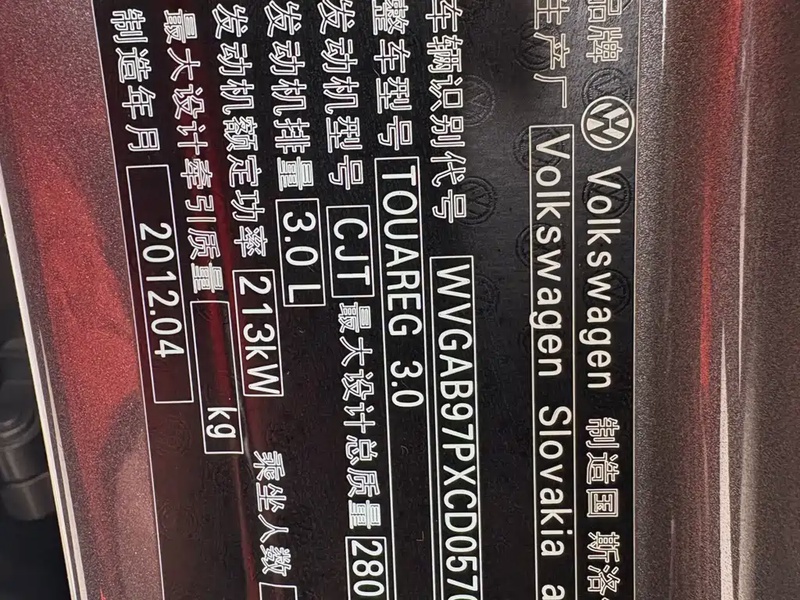 品牌 Volkswagen 制造国 斯洛
生产厂 Volkswagen Slovakia a
车辆识别代号 WVGAB97PXCD057
整车型号 TOUAREG 3.0
发动机型号 CJT 最大设计总质量 280
发动机排量 3.0 L
发动机额定功率 213kW 乘坐人数
最大设计牵引质量 kg
制造年月 2012.04